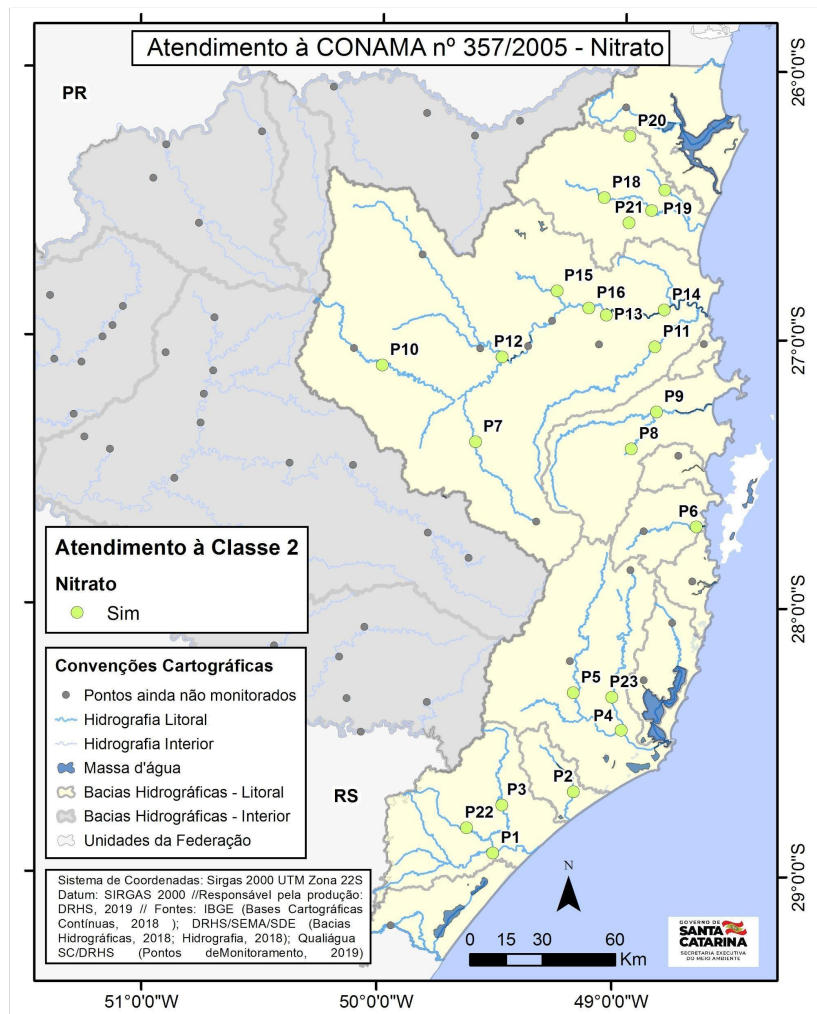 Atendimento à CONAMA nº 357/2005 - Nitrato
PR
26°0'0"S
P20
P18
P19
P21
P15
P16
P14
P13
P11
P12
P10
27°0'0"S
P9
P8
P7
P6
Atendimento à Classe 2
Nitrato
Sim
28°0'0"S
Convenções Cartográficas
Pontos ainda não monitorados
Hidrografia Litoral
Hidrografia Interior
Massa d'água
Bacias Hidrográficas - Litoral
Bacias Hidrográficas - Interior
Unidades da Federação
P5
P23
P4
RS
P2
P3
P22
P1
29°0'0"S
Sistema de Coordenadas: Sirgas 2000 UTM Zona 22S
Datum: SIRGAS 2000 //Responsável pela produção:
DRHS, 2019 // Fontes: IBGE (Bases Cartográficas
Contínuas, 2018 ); DRHS/SEMA/SDE (Bacias
Hidrográficas, 2018; Hidrografia, 2018); Qualiágua
SC/DRHS (Pontos deMonitoramento, 2019)
N
0 15 30 60
Km
GOVERNO DE
SANTA
CATARINA
SECRETARIA EXECUTIVA
DO MEIO AMBIENTE
51°0'0"W
50°0'0"W
49°0'0"W